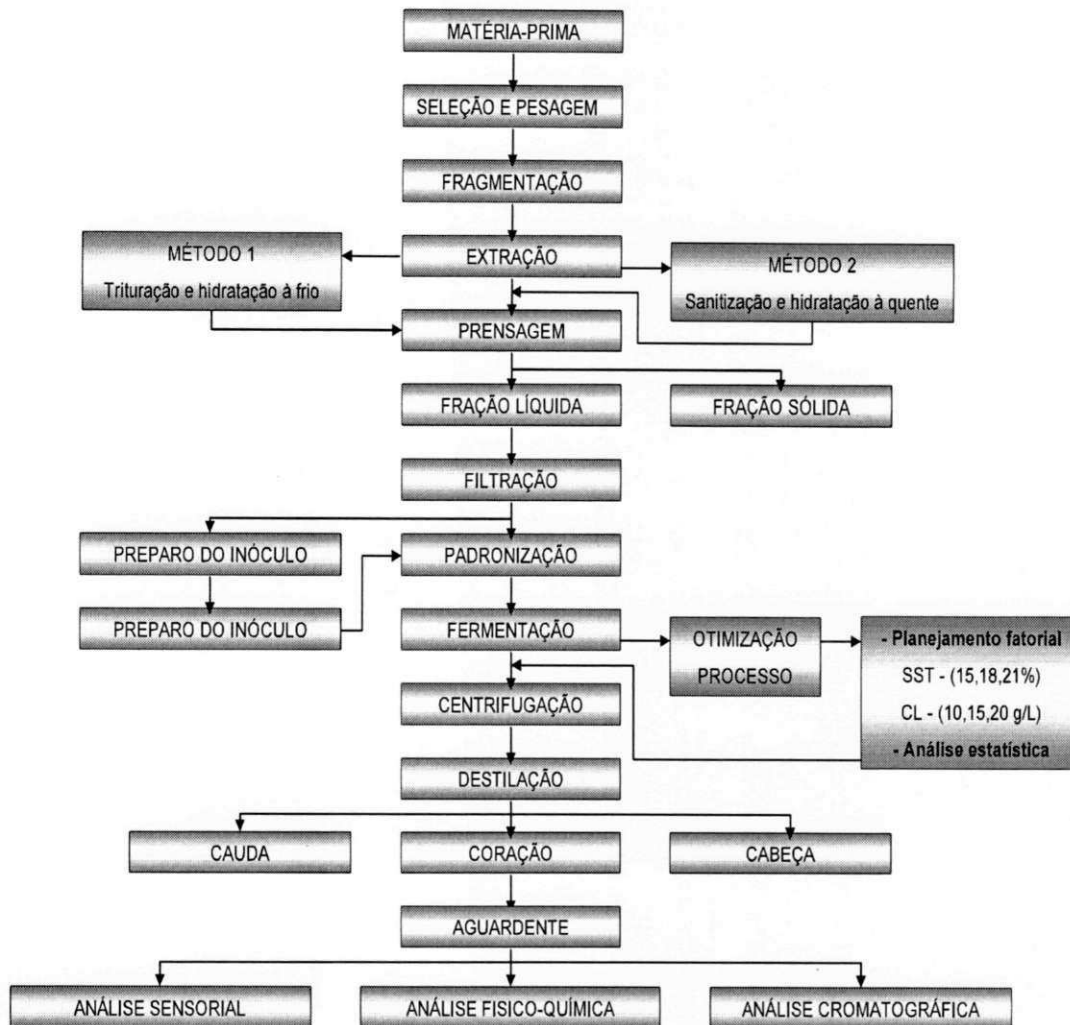 MATÉRIA-PRIMA
SELEÇÃO E PESAGEM
FRAGMENTAÇÃO
EXTRAÇÃO
MÉTODO 1
Trituração e hidratação à frio
MÉTODO 2
Sanitização e hidratação à quente
PRENSAGEM
FRAÇÃO LÍQUIDA
FRAÇÃO SÓLIDA
FILTRAÇÃO
PREPARO DO INÓCULO
PADRONIZAÇÃO
PREPARO DO INÓCULO
FERMENTAÇÃO
OTIMIZAÇÃO
PROCESSO
- Planejamento fatorial
SST - (15,18,21%)
CL - (10,15,20 g/L)
- Análise estatística
CENTRIFUGAÇÃO
DESTILAÇÃO
CAUDA
CORAÇÃO
CABEÇA
AGUARDENTE
ANÁLISE SENSORIAL
ANÁLISE FISICO-QUÍMICA
ANÁLISE CROMATOGRÁFICA